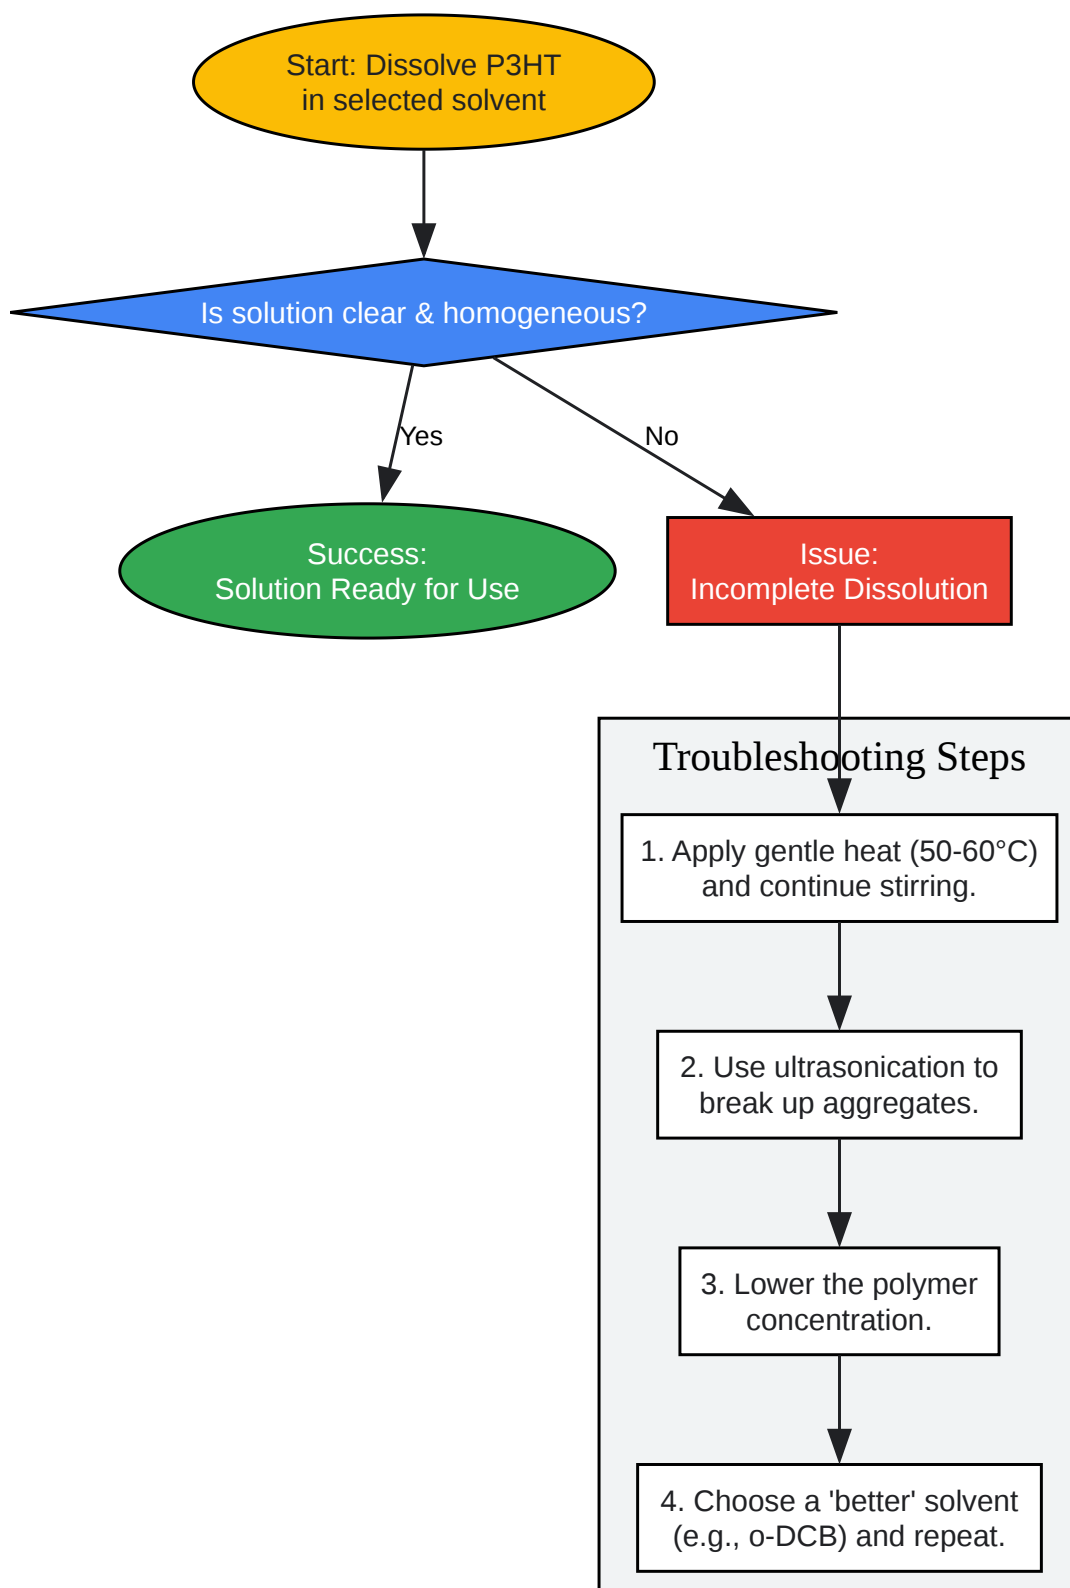 Start: Dissolve P3HT
in selected solvent
Is solution clear & homogeneous?
Yes
No
Success:
Solution Ready for Use
Issue:
Incomplete Dissolution
Troubleshooting Steps
1. Apply gentle heat (50-60°C)
and continue stirring.
2. Use ultrasonication to
break up aggregates.
3. Lower the polymer
concentration.
4. Choose a 'better' solvent
(e.g., o-DCB) and repeat.